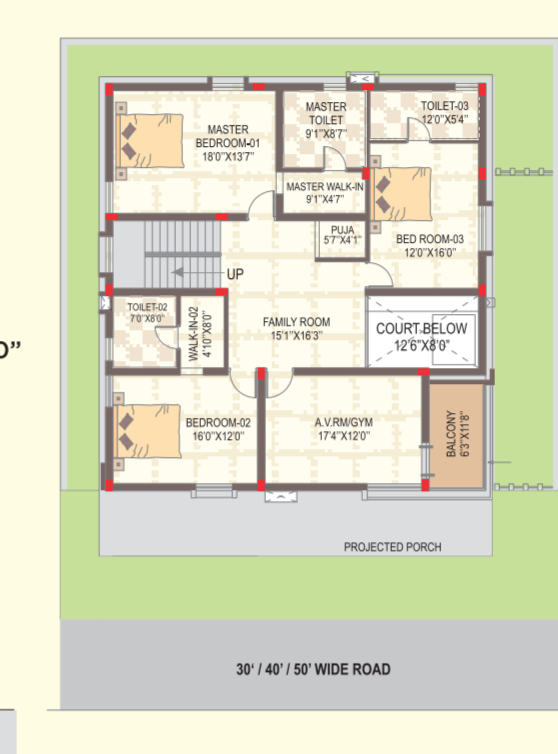 MASTER
TOILET
9'1"X8'7"
TOILET-03
12'0"X5'4"
MASTER
BEDROOM-01
18'0"X13'7"
MASTER WALK-IN
9'1"X4'7"
PUJA
5'7"X4'1"
BED ROOM-03
12'0"X16'0"
UP
TOILET-02
7'0"X8'0"
WALK-IN-02
4'10"X8'0"
FAMILY ROOM
15'1"X16'3"
COURT BELOW
12'6"X8'0"
0”
BEDROOM-02
16'0"X12'0"
A.V.RM/GYM
17'4"X12'0"
BALCONY
6'3"X11'8"
PROJECTED PORCH
30‘ / 40’ / 50’ WIDE ROAD